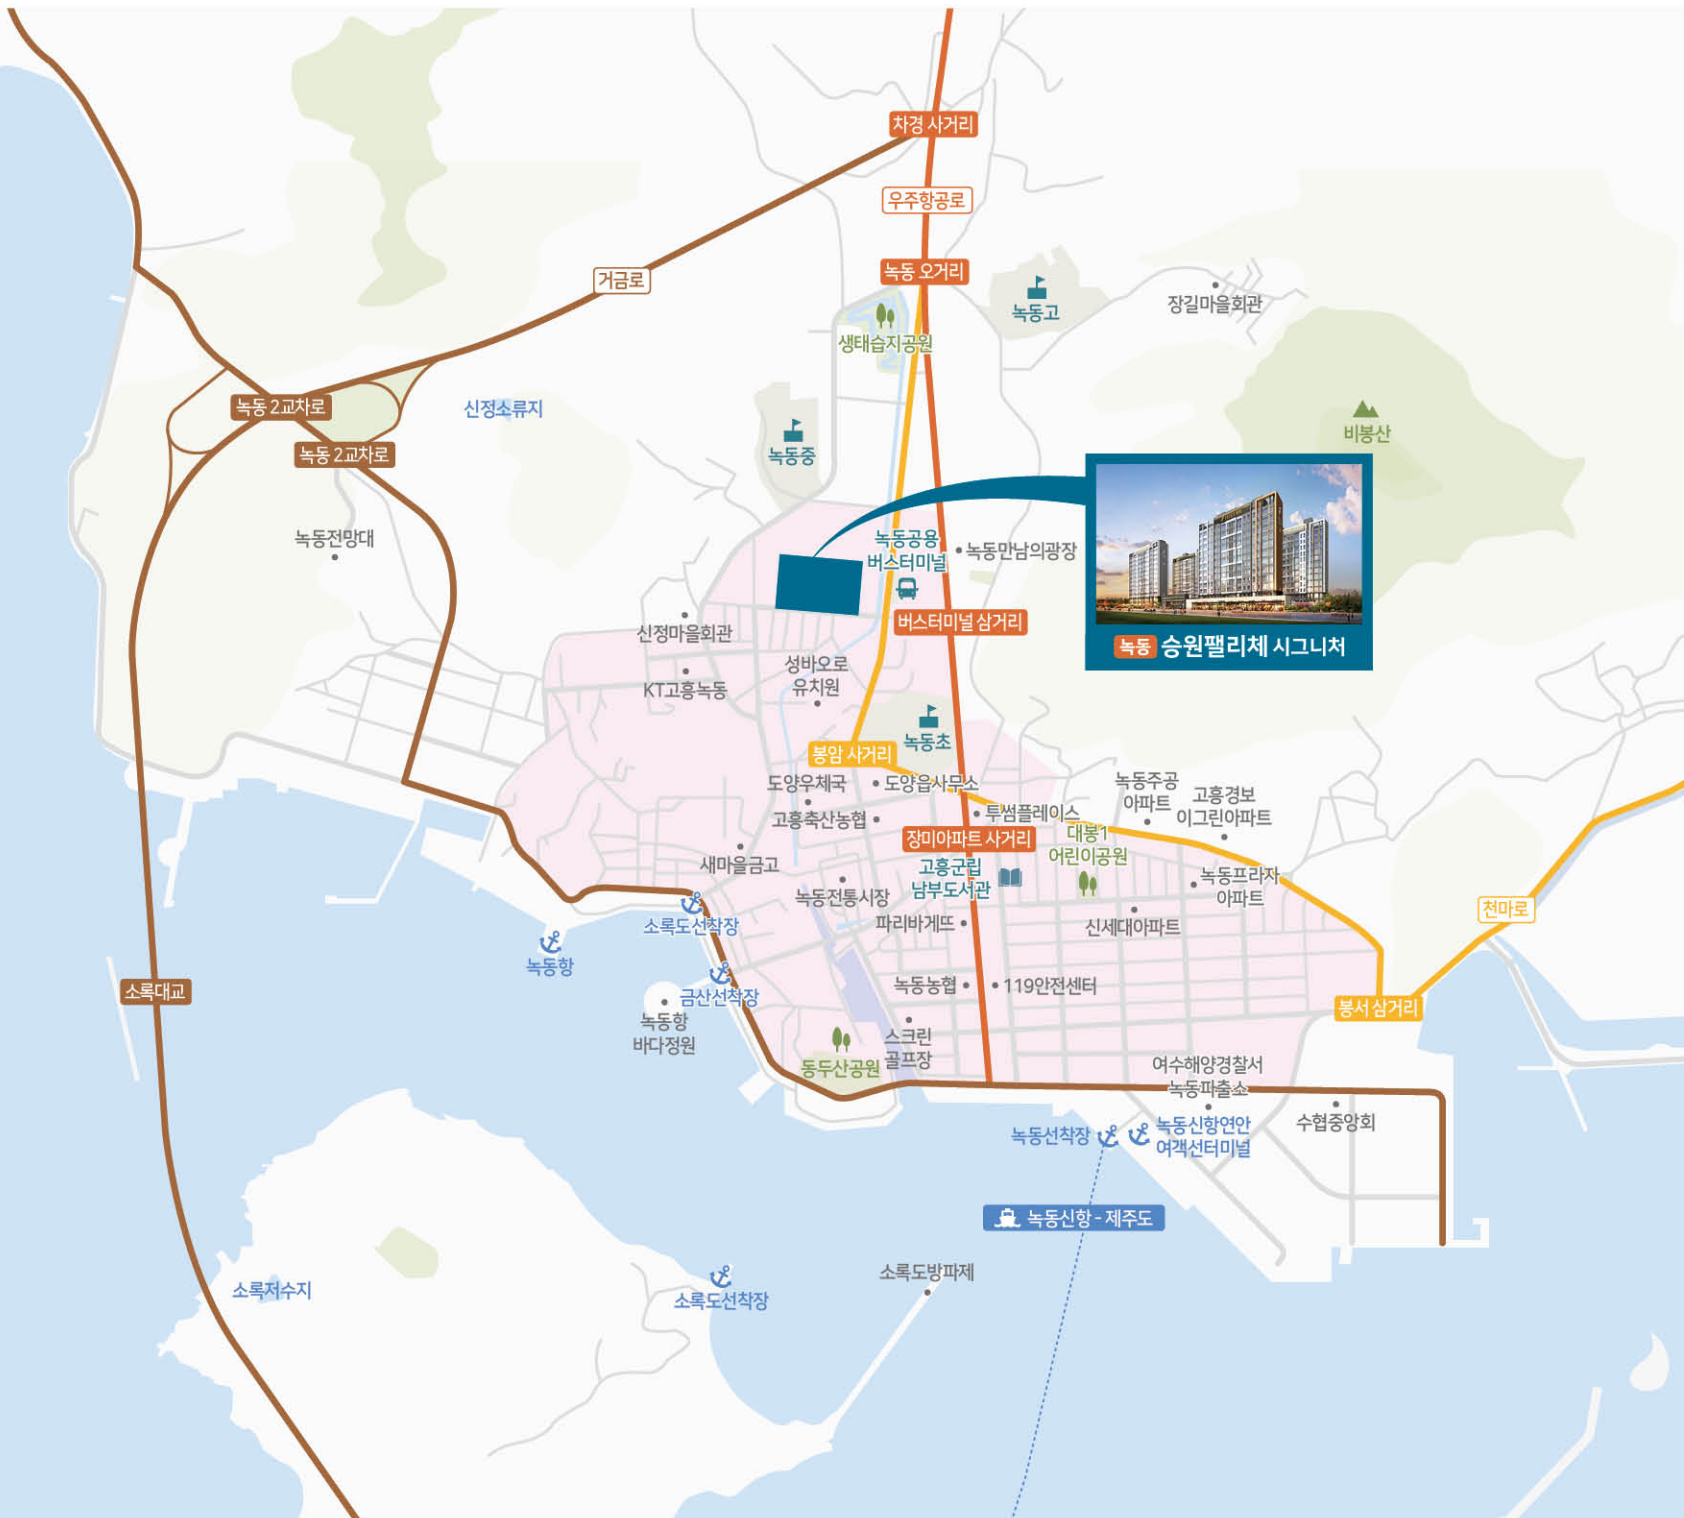 차경 사거리
우주항공로
녹동 오거리
거금로
녹동고
장길마을회관
생태습지공원
녹동 2교차로
신정소류지
녹동 2교차로
녹동중
비봉산
녹동전망대
녹동공용
버스터미널
녹동만남의광장
버스터미널 삼거리
녹동 승원팰리체 시그니처
신정마을회관
KT고흥녹동
성바오로
유치원
녹동초
봉암 사거리
도양우체국
도양읍사무소
녹동주공
아파트
고흥경보
이그린아파트
고흥축산농협
투썸플레이스
장미아파트 사거리
대봉1
어린이공원
새마을금고
고흥군립
남부도서관
녹동전통시장
녹동프라자
아파트
천마로
소록도선착장
파리바게뜨
신세대아파트
녹동항
금산선착장
녹동농협
119안전센터
소록대교
봉서 삼거리
녹동항
바다정원
스크린
골프장
동두산공원
여수해양경찰서
녹동파출소
수협중앙회
녹동선착장
녹동신항연안
여객선터미널
녹동신항 - 제주도
소록저수지
소록도선착장
소록도방파제